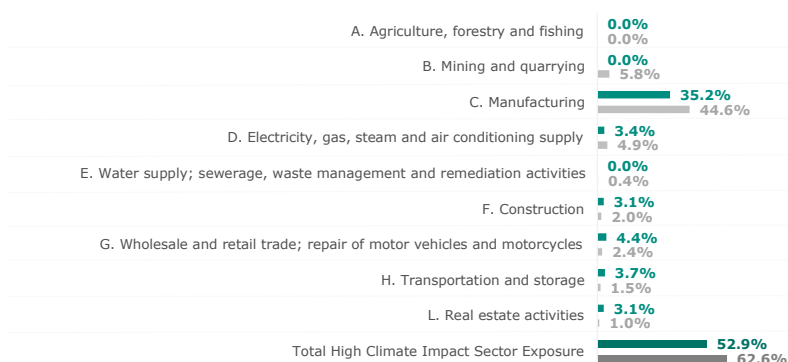 A. Agriculture, forestry and fishing 0.0%
0.0%
B. Mining and quarrying 0.0%
5.8%
C. Manufacturing 35.2%
44.6%
D. Electricity, gas, steam and air conditioning supply 3.4%
4.9%
E. Water supply; sewerage, waste management and remediation activities 0.0%
0.4%
F. Construction 3.1%
2.0%
G. Wholesale and retail trade; repair of motor vehicles and motorcycles 4.4%
2.4%
H. Transportation and storage 3.7%
1.5%
L. Real estate activities 3.1%
1.0%
Total High Climate Impact Sector Exposure 52.9%
62.6%